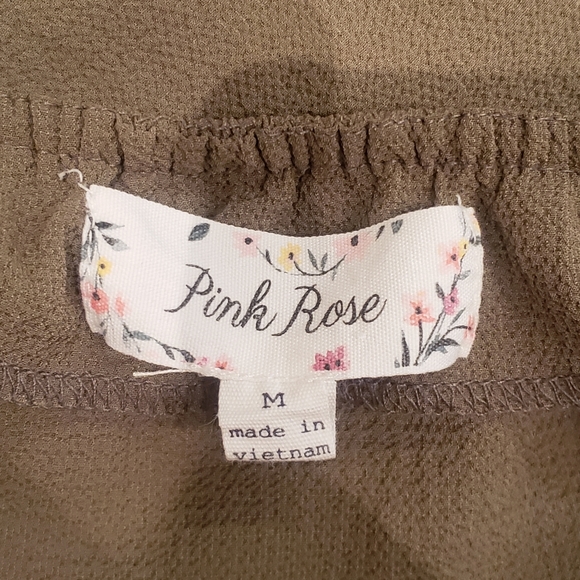 Pink Rose
M
made in
vietnam